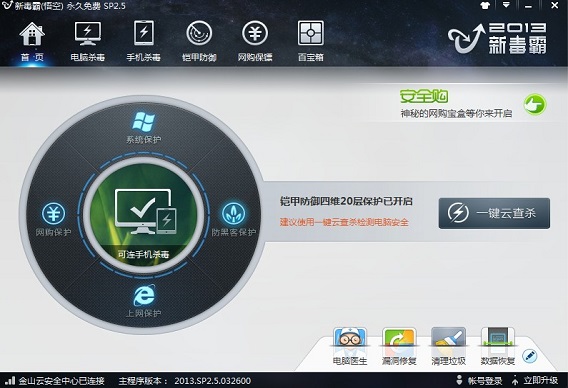 新毒霸(悟空) 永久免费 SP2.5
首 页
电脑杀毒
手机杀毒
铠甲防御
网购保镖
百宝箱
2013
新毒霸
安全购
神秘的网购宝盒等你来开启
系统保护
网购保护
防黑客保护
可连手机杀毒
上网保护
铠甲防御四维20层保护已开启
建议使用一键云查杀检测电脑安全
一键云查杀
电脑医生
漏洞修复
清理垃圾
数据恢复
金山云安全中心已连接 主程序版本： 2013.SP2.5.032600
帐号登录 立即升级